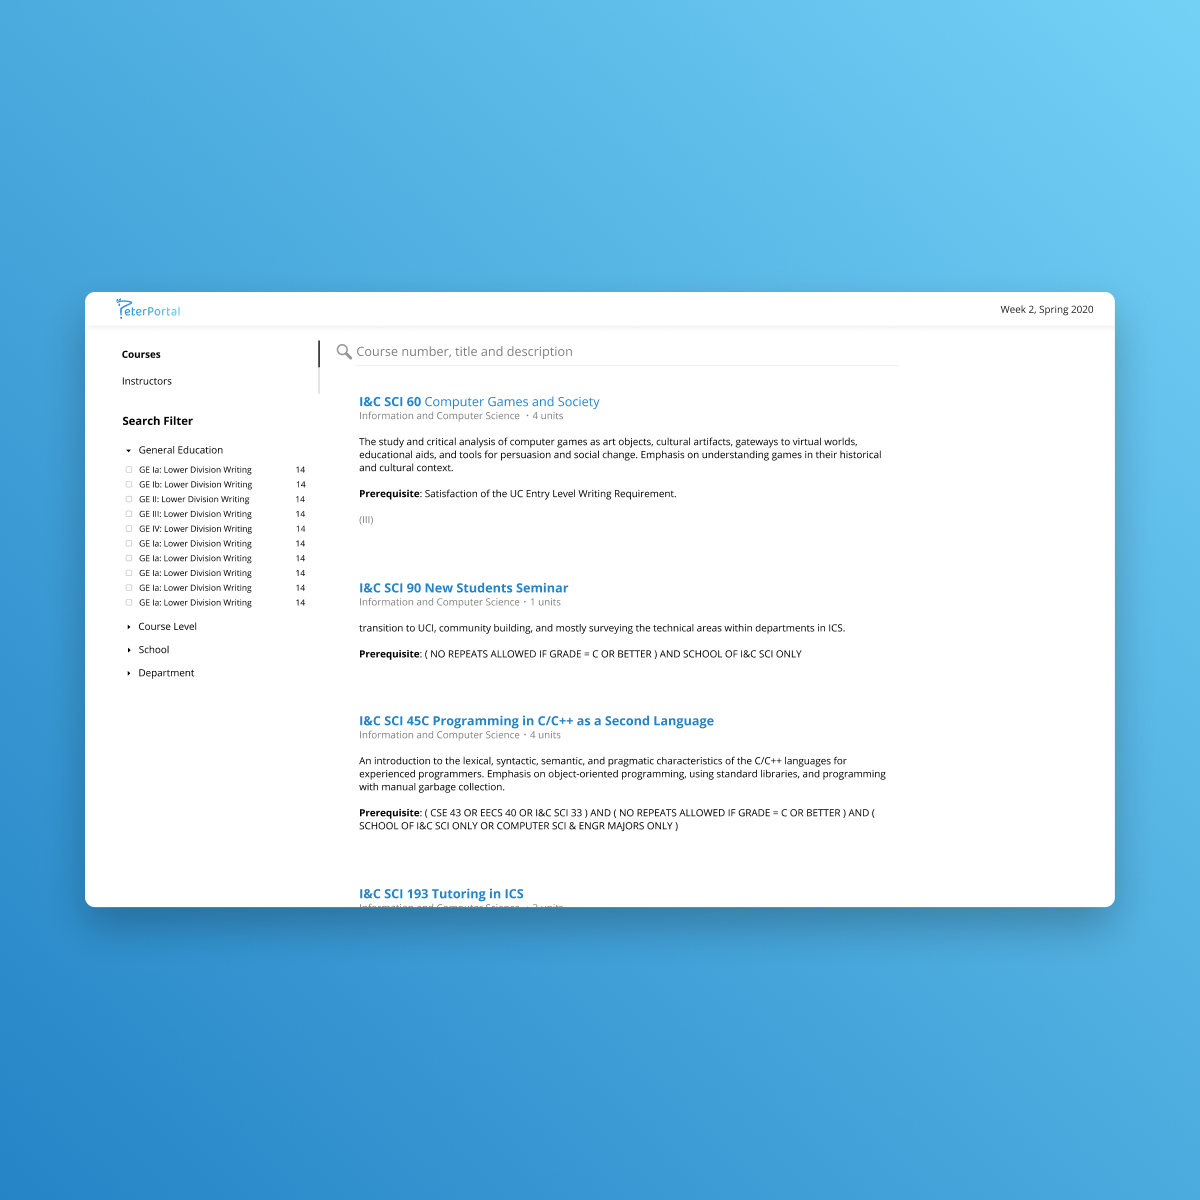 PeterPortal
Week 2, Spring 2020
Courses
Instructors
Search Filter
General Education
GE Ia: Lower Division Writing 14
GE Ib: Lower Division Writing 14
GE II: Lower Division Writing 14
GE III: Lower Division Writing 14
GE IV: Lower Division Writing 14
GE Ia: Lower Division Writing 14
GE Ia: Lower Division Writing 14
GE Ia: Lower Division Writing 14
GE Ia: Lower Division Writing 14
GE Ia: Lower Division Writing 14
Course Level
School
Department
Course number, title and description
I&C SCI 60 Computer Games and Society
Information and Computer Science · 4 units
The study and critical analysis of computer games as art objects, cultural artifacts, gateways to virtual worlds,
educational aids, and tools for persuasion and social change. Emphasis on understanding games in their historical
and cultural context.
Prerequisite: Satisfaction of the UC Entry Level Writing Requirement.
(III)
I&C SCI 90 New Students Seminar
Information and Computer Science · 1 units
transition to UCI, community building, and mostly surveying the technical areas within departments in ICS.
Prerequisite: ( NO REPEATS ALLOWED IF GRADE = C OR BETTER ) AND SCHOOL OF I&C SCI ONLY
I&C SCI 45C Programming in C/C++ as a Second Language
Information and Computer Science · 4 units
An introduction to the lexical, syntactic, semantic, and pragmatic characteristics of the C/C++ languages for
experienced programmers. Emphasis on object-oriented programming, using standard libraries, and programming
with manual garbage collection.
Prerequisite: ( CSE 43 OR EECS 40 OR I&C SCI 33 ) AND ( NO REPEATS ALLOWED IF GRADE = C OR BETTER ) AND (
SCHOOL OF I&C SCI ONLY OR COMPUTER SCI & ENGR MAJORS ONLY )
I&C SCI 193 Tutoring in ICS
Information and Computer Science · 2 units